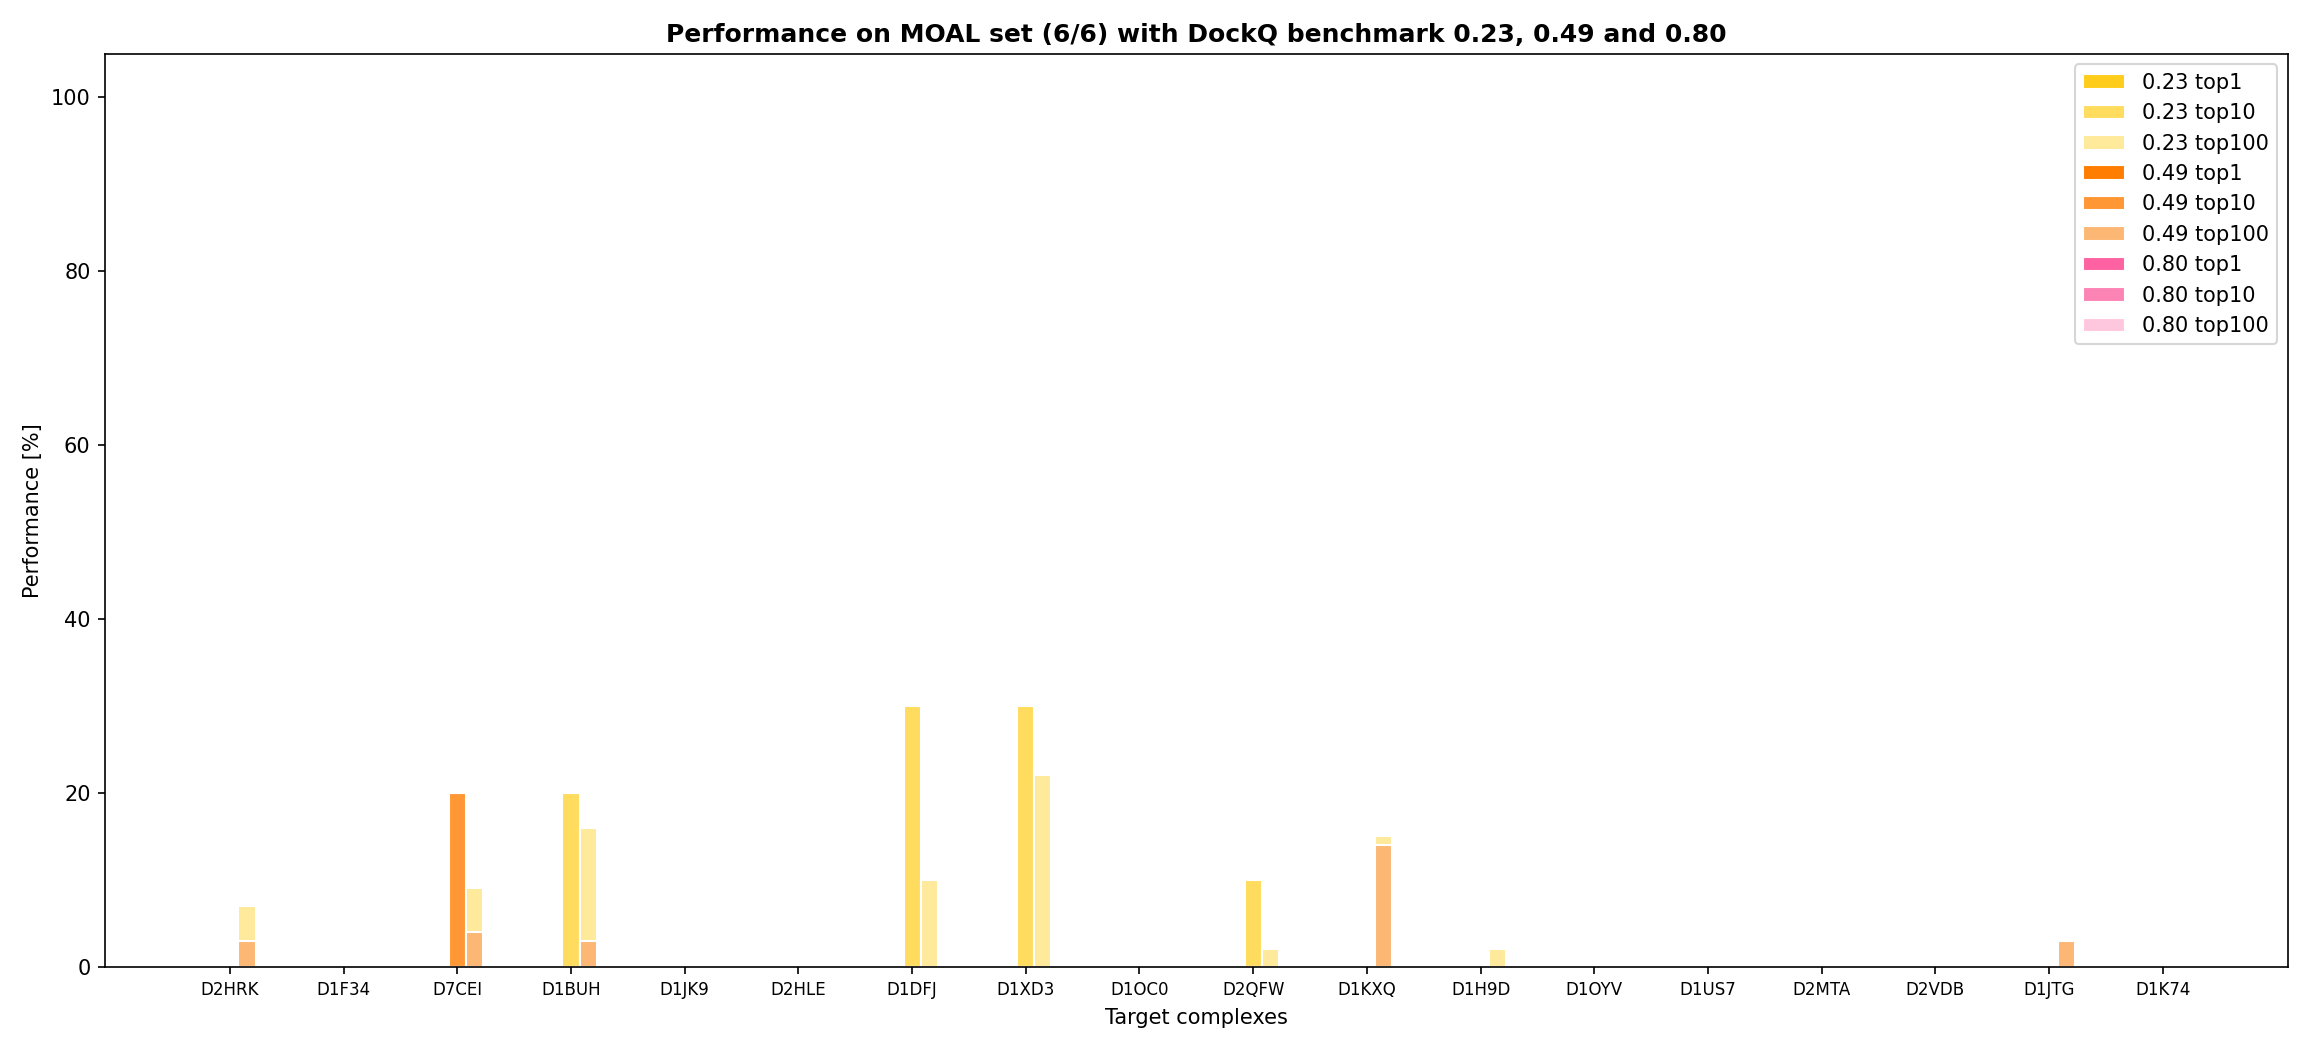 Performance on MOAL set (6/6) with DockQ benchmark 0.23, 0.49 and 0.80
0.23 top1
0.23 top10
0.23 top100
0.49 top1
0.49 top10
0.49 top100
0.80 top1
0.80 top10
0.80 top100
Performance [%]
100
80
60
40
20
0
D2HRK D1F34 D7CEI D1BUH D1JK9 D2HLE D1DFJ D1XD3 D1OC0 D2QFW D1KXQ D1H9D D1OYV D1US7 D2MTA D2VDB D1JTG D1K74
Target complexes